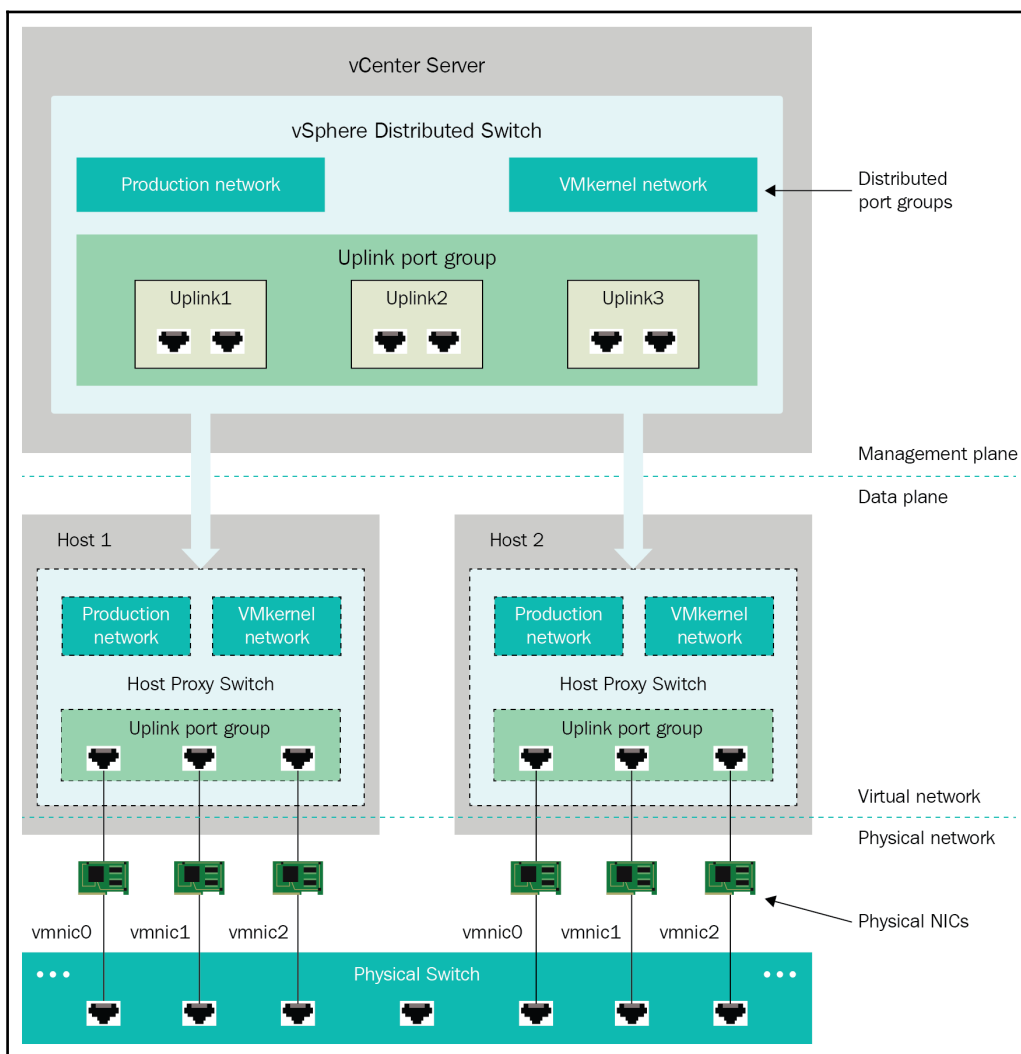 vCenter Server
vSphere Distributed Switch
Production network
VMkernel network
Distributed
port groups
Uplink port group
Uplink1
Uplink2
Uplink3
Management plane
Data plane
Host 1
Host 2
Production
network
VMkernel
network
Production
network
VMkernel
network
Host Proxy Switch
Host Proxy Switch
Uplink port group
Uplink port group
Virtual network
Physical network
Physical NICs
vmnic0
vmnic1
vmnic2
vmnic0
vmnic1
vmnic2
Physical Switch